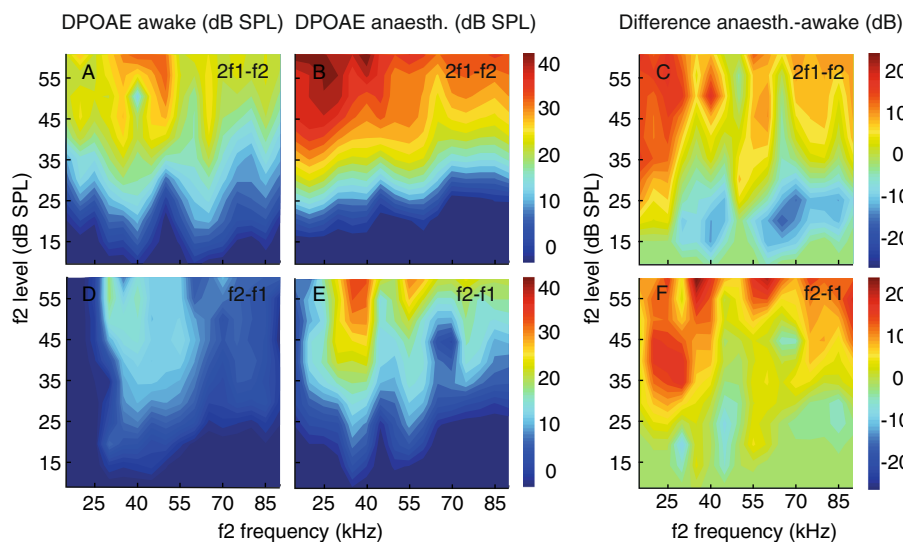 DPOAE awake (dB SPL) DPOAE anaesth. (dB SPL) Difference anaesth.-awake (dB)
A 2f1-f2 B 2f1-f2 C 2f1-f2
55 45 35 25 15
40 30 20 10 0
20 10 0 -10 -20
f2 level (dB SPL) f2 level (dB SPL)
D f2-f1 E f2-f1 F f2-f1
55 45 35 25 15
40 30 20 10 0
20 10 0 -10 -20
25 40 55 70 85 25 40 55 70 85 25 40 55 70 85
f2 frequency (kHz) f2 frequency (kHz)